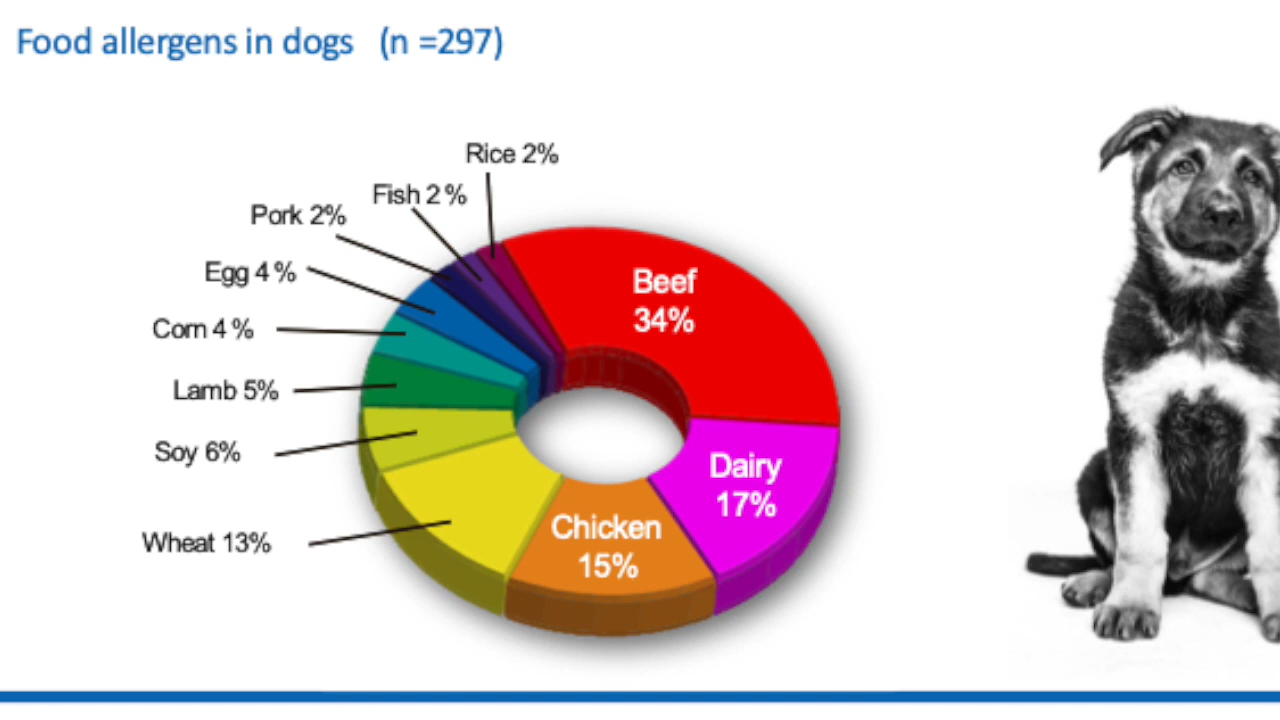 Food allergens in dogs (n =297)
Rice 2%
Fish 2%
Pork 2%
Egg 4%
Corn 4%
Lamb 5%
Soy 6%
Wheat 13%
Beef
34%
Dairy
17%
Chicken
15%